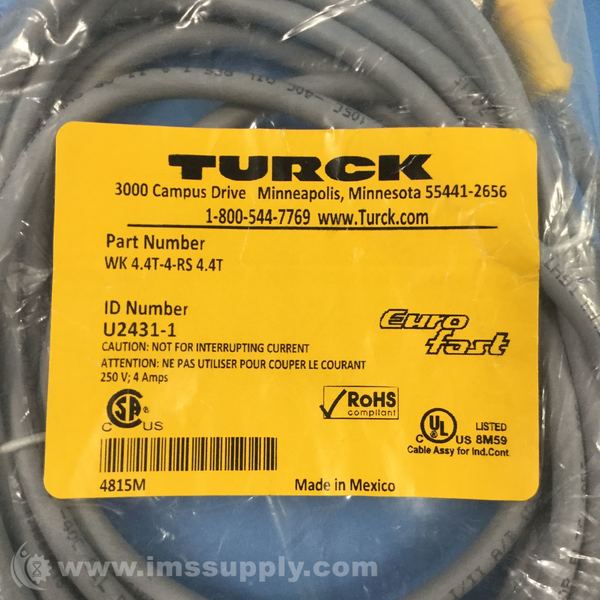 TURCK
3000 Campus Drive Minneapolis, Minnesota 55441-2656
1-800-544-7769 www.Turck.com
Part Number
WK 4.4T-4-RS 4.4T
ID Number
U2431-1
CAUTION: NOT FOR INTERRUPTING CURRENT
ATTENTION: NE PAS UTILISER POUR COUPER LE COURANT
250 V; 4 Amps
Euro fast
CSA ®
C US
RoHS
compliant
C UL US LISTED 8M59
Cable Assy for Ind.Cont
4815M
Made in Mexico
www.imssupply.com